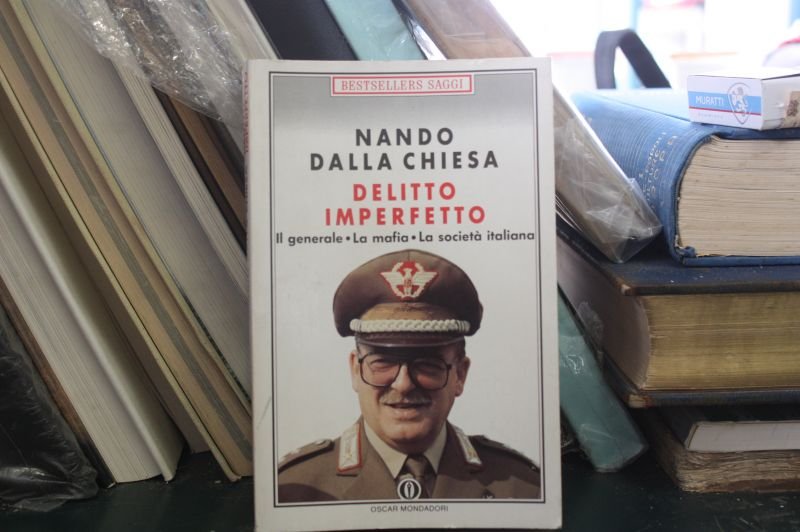 BESTSELLERS SAGGI
NANDO
DALLA CHIESA
DELITTO
IMPERFETTO
Il generale • La mafia • La società italiana
OSCAR MONDADORI
MURATTI